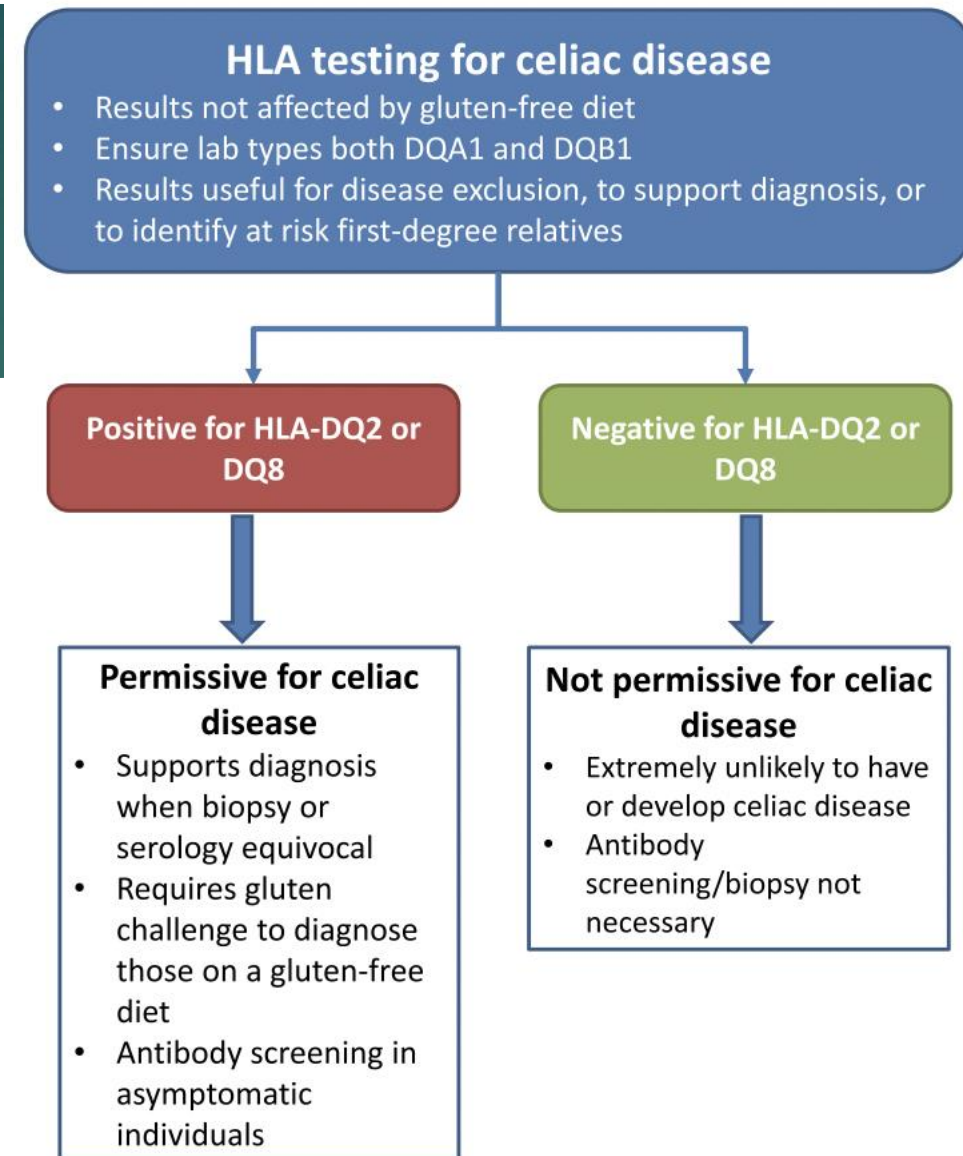 HLA testing for celiac disease
• Results not affected by gluten-free diet
• Ensure lab types both DQA1 and DQB1
• Results useful for disease exclusion, to support diagnosis, or
to identify at risk first-degree relatives
Positive for HLA-DQ2 or
DQ8
Negative for HLA-DQ2 or
DQ8
Permissive for celiac
disease
• Supports diagnosis
when biopsy or
serology equivocal
• Requires gluten
challenge to diagnose
those on a gluten-free
diet
• Antibody screening in
asymptomatic
individuals
Not permissive for celiac
disease
• Extremely unlikely to have
or develop celiac disease
• Antibody
screening/biopsy not
necessary